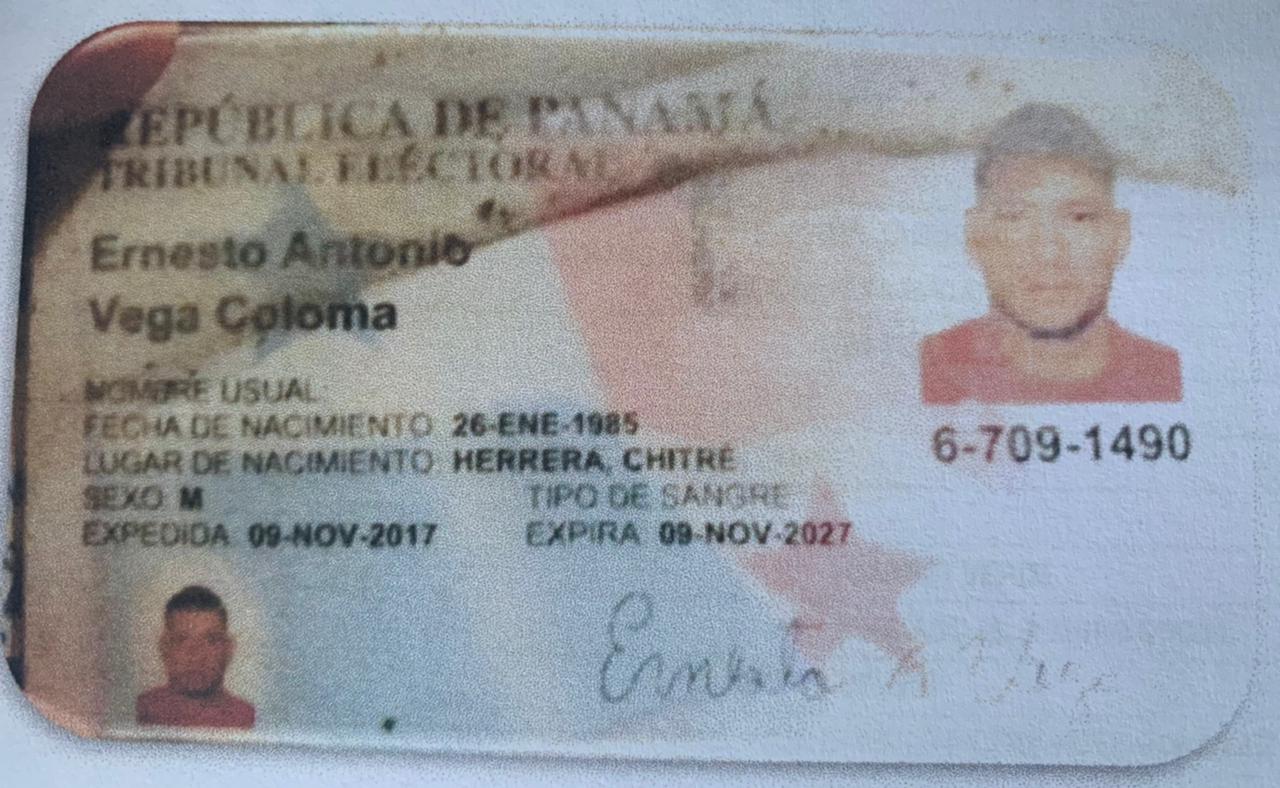 REPÚBLICA DE PANAMÁ
TRIBUNAL ELECTORAL
Ernesto Antonio
Vega Coloma
NOMBRE USUAL:
FECHA DE NACIMIENTO: 26-ENE-1985
LUGAR DE NACIMIENTO: HERRERA, CHITRÉ
SEXO: M TIPO DE SANGRE:
EXPEDIDA: 09-NOV-2017 EXPIRA: 09-NOV-2027
6-709-1490
Ernesto A Vega